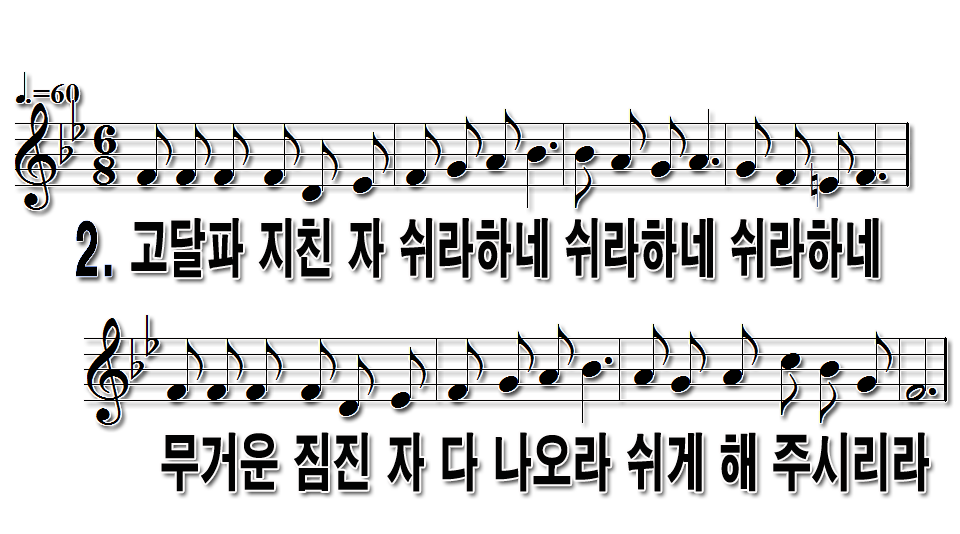 ♩.=60
6
8
2. 고달파 지친 자 쉬라하네 쉬라하네 쉬라하네
무거운 짐진 자 다 나오라 쉬게 해 주시리라